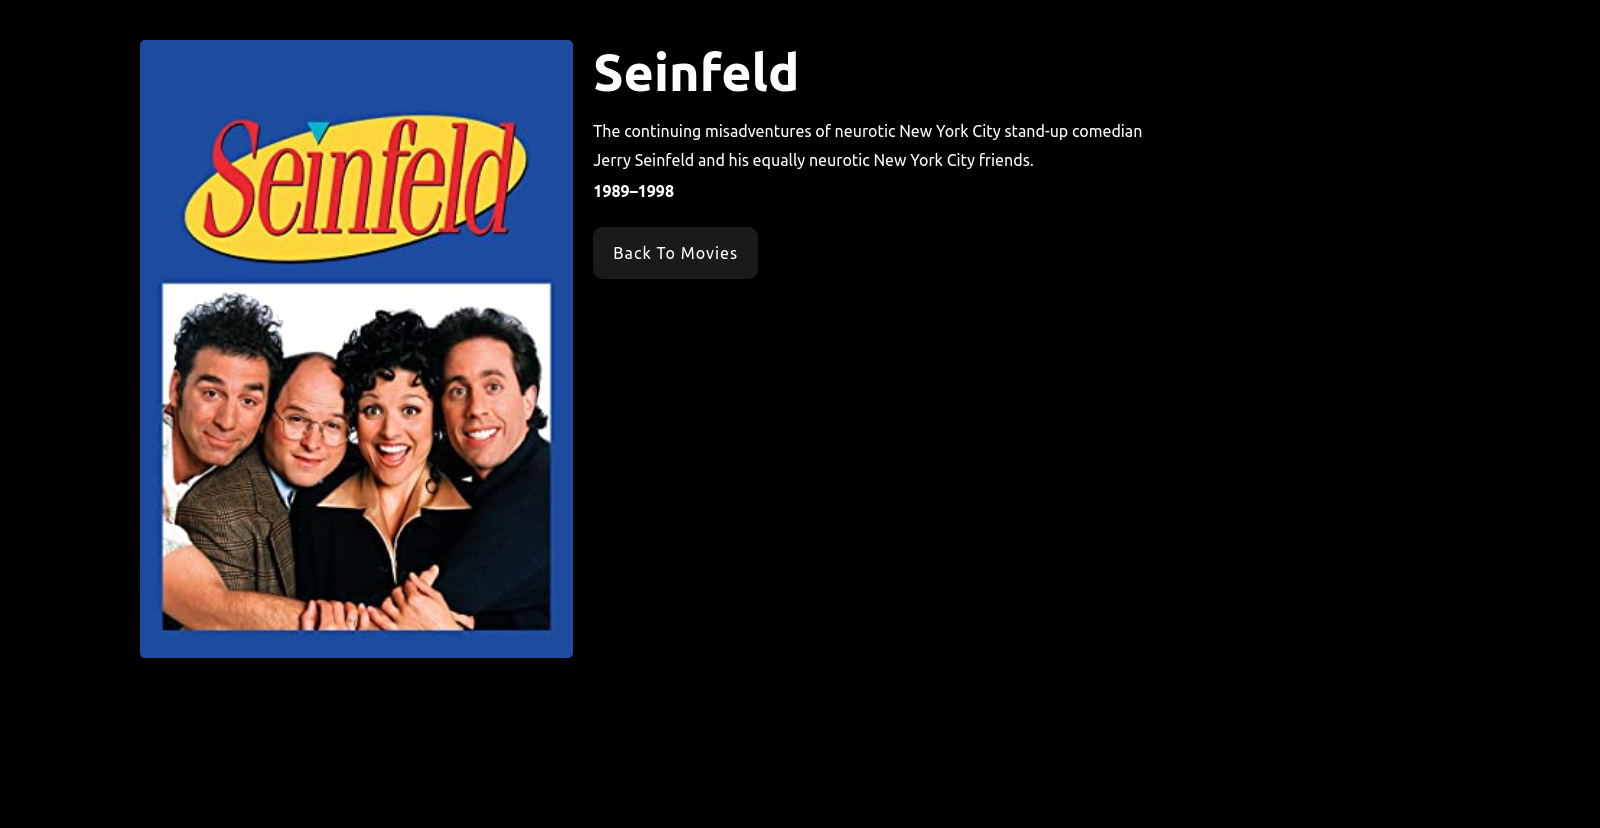 Seinfeld
Seinfeld
The continuing misadventures of neurotic New York City stand-up comedian
Jerry Seinfeld and his equally neurotic New York City friends.
1989–1998
Back To Movies